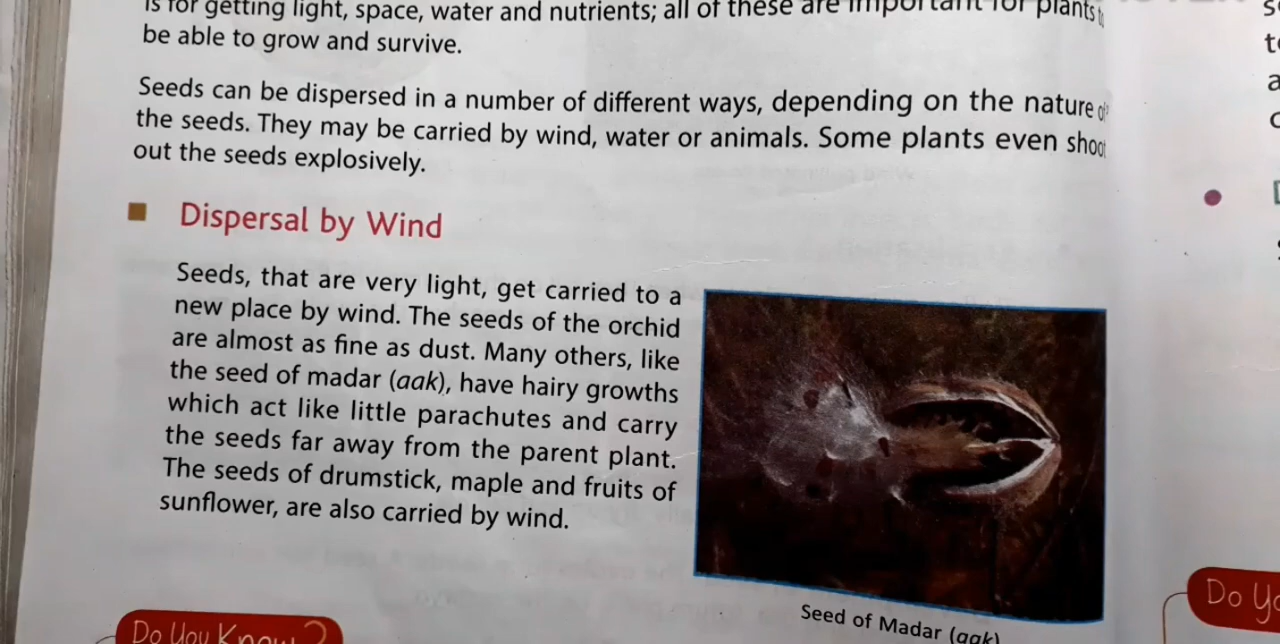 is for getting light, space, water and nutrients; all of these are important for plants to
be able to grow and survive.
Seeds can be dispersed in a number of different ways, depending on the nature of
the seeds. They may be carried by wind, water or animals. Some plants even shoot
out the seeds explosively.
Dispersal by Wind
Seeds, that are very light, get carried to a
new place by wind. The seeds of the orchid
are almost as fine as dust. Many others, like
the seed of madar (aak), have hairy growths
which act like little parachutes and carry
the seeds far away from the parent plant.
The seeds of drumstick, maple and fruits of
sunflower, are also carried by wind.
Seed of Madar (aak)
Do You Know?
Do Yo